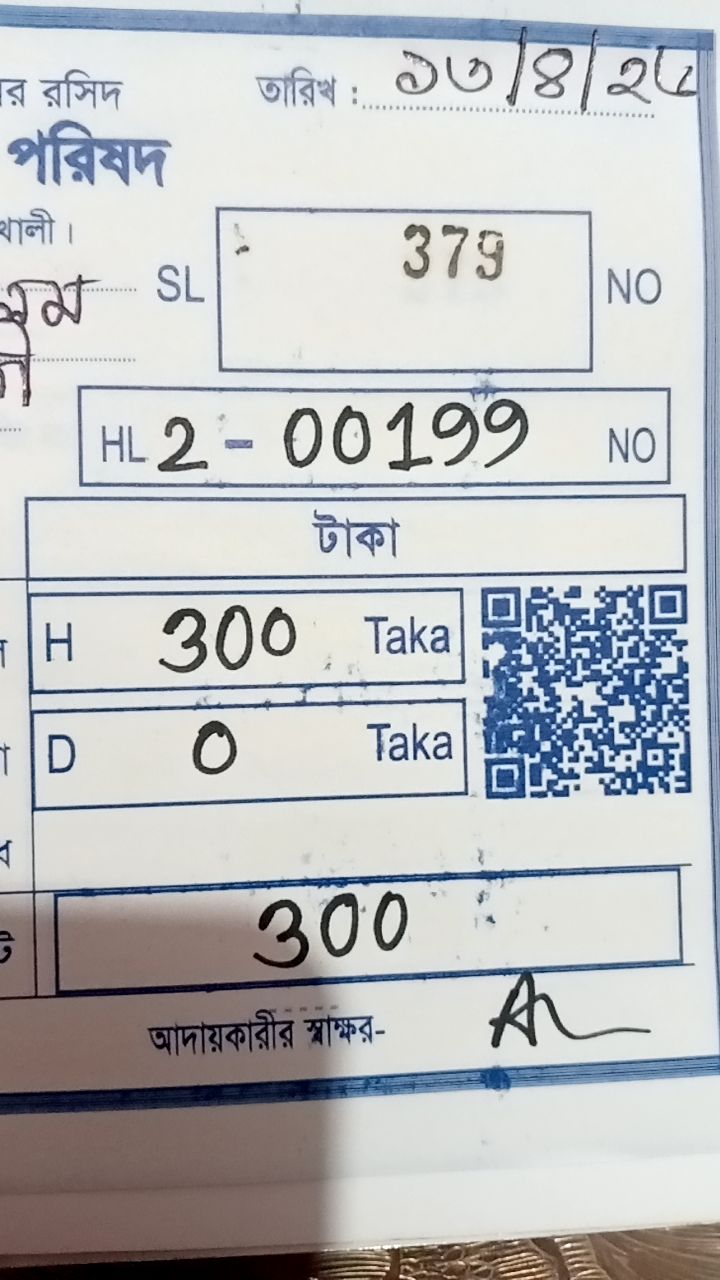 র রসিদ তারিখ : ১৩/৪/২৫
পরিষদ
খালী।
SL 379 NO
HL 2 - 00199 NO
টাকা
H 300 Taka
D 0 Taka
300
আদায়কারীর স্বাক্ষর-